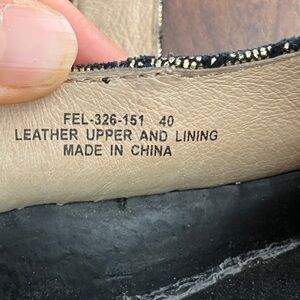 FEL-326-151 40
LEATHER UPPER AND LINING
MADE IN CHINA